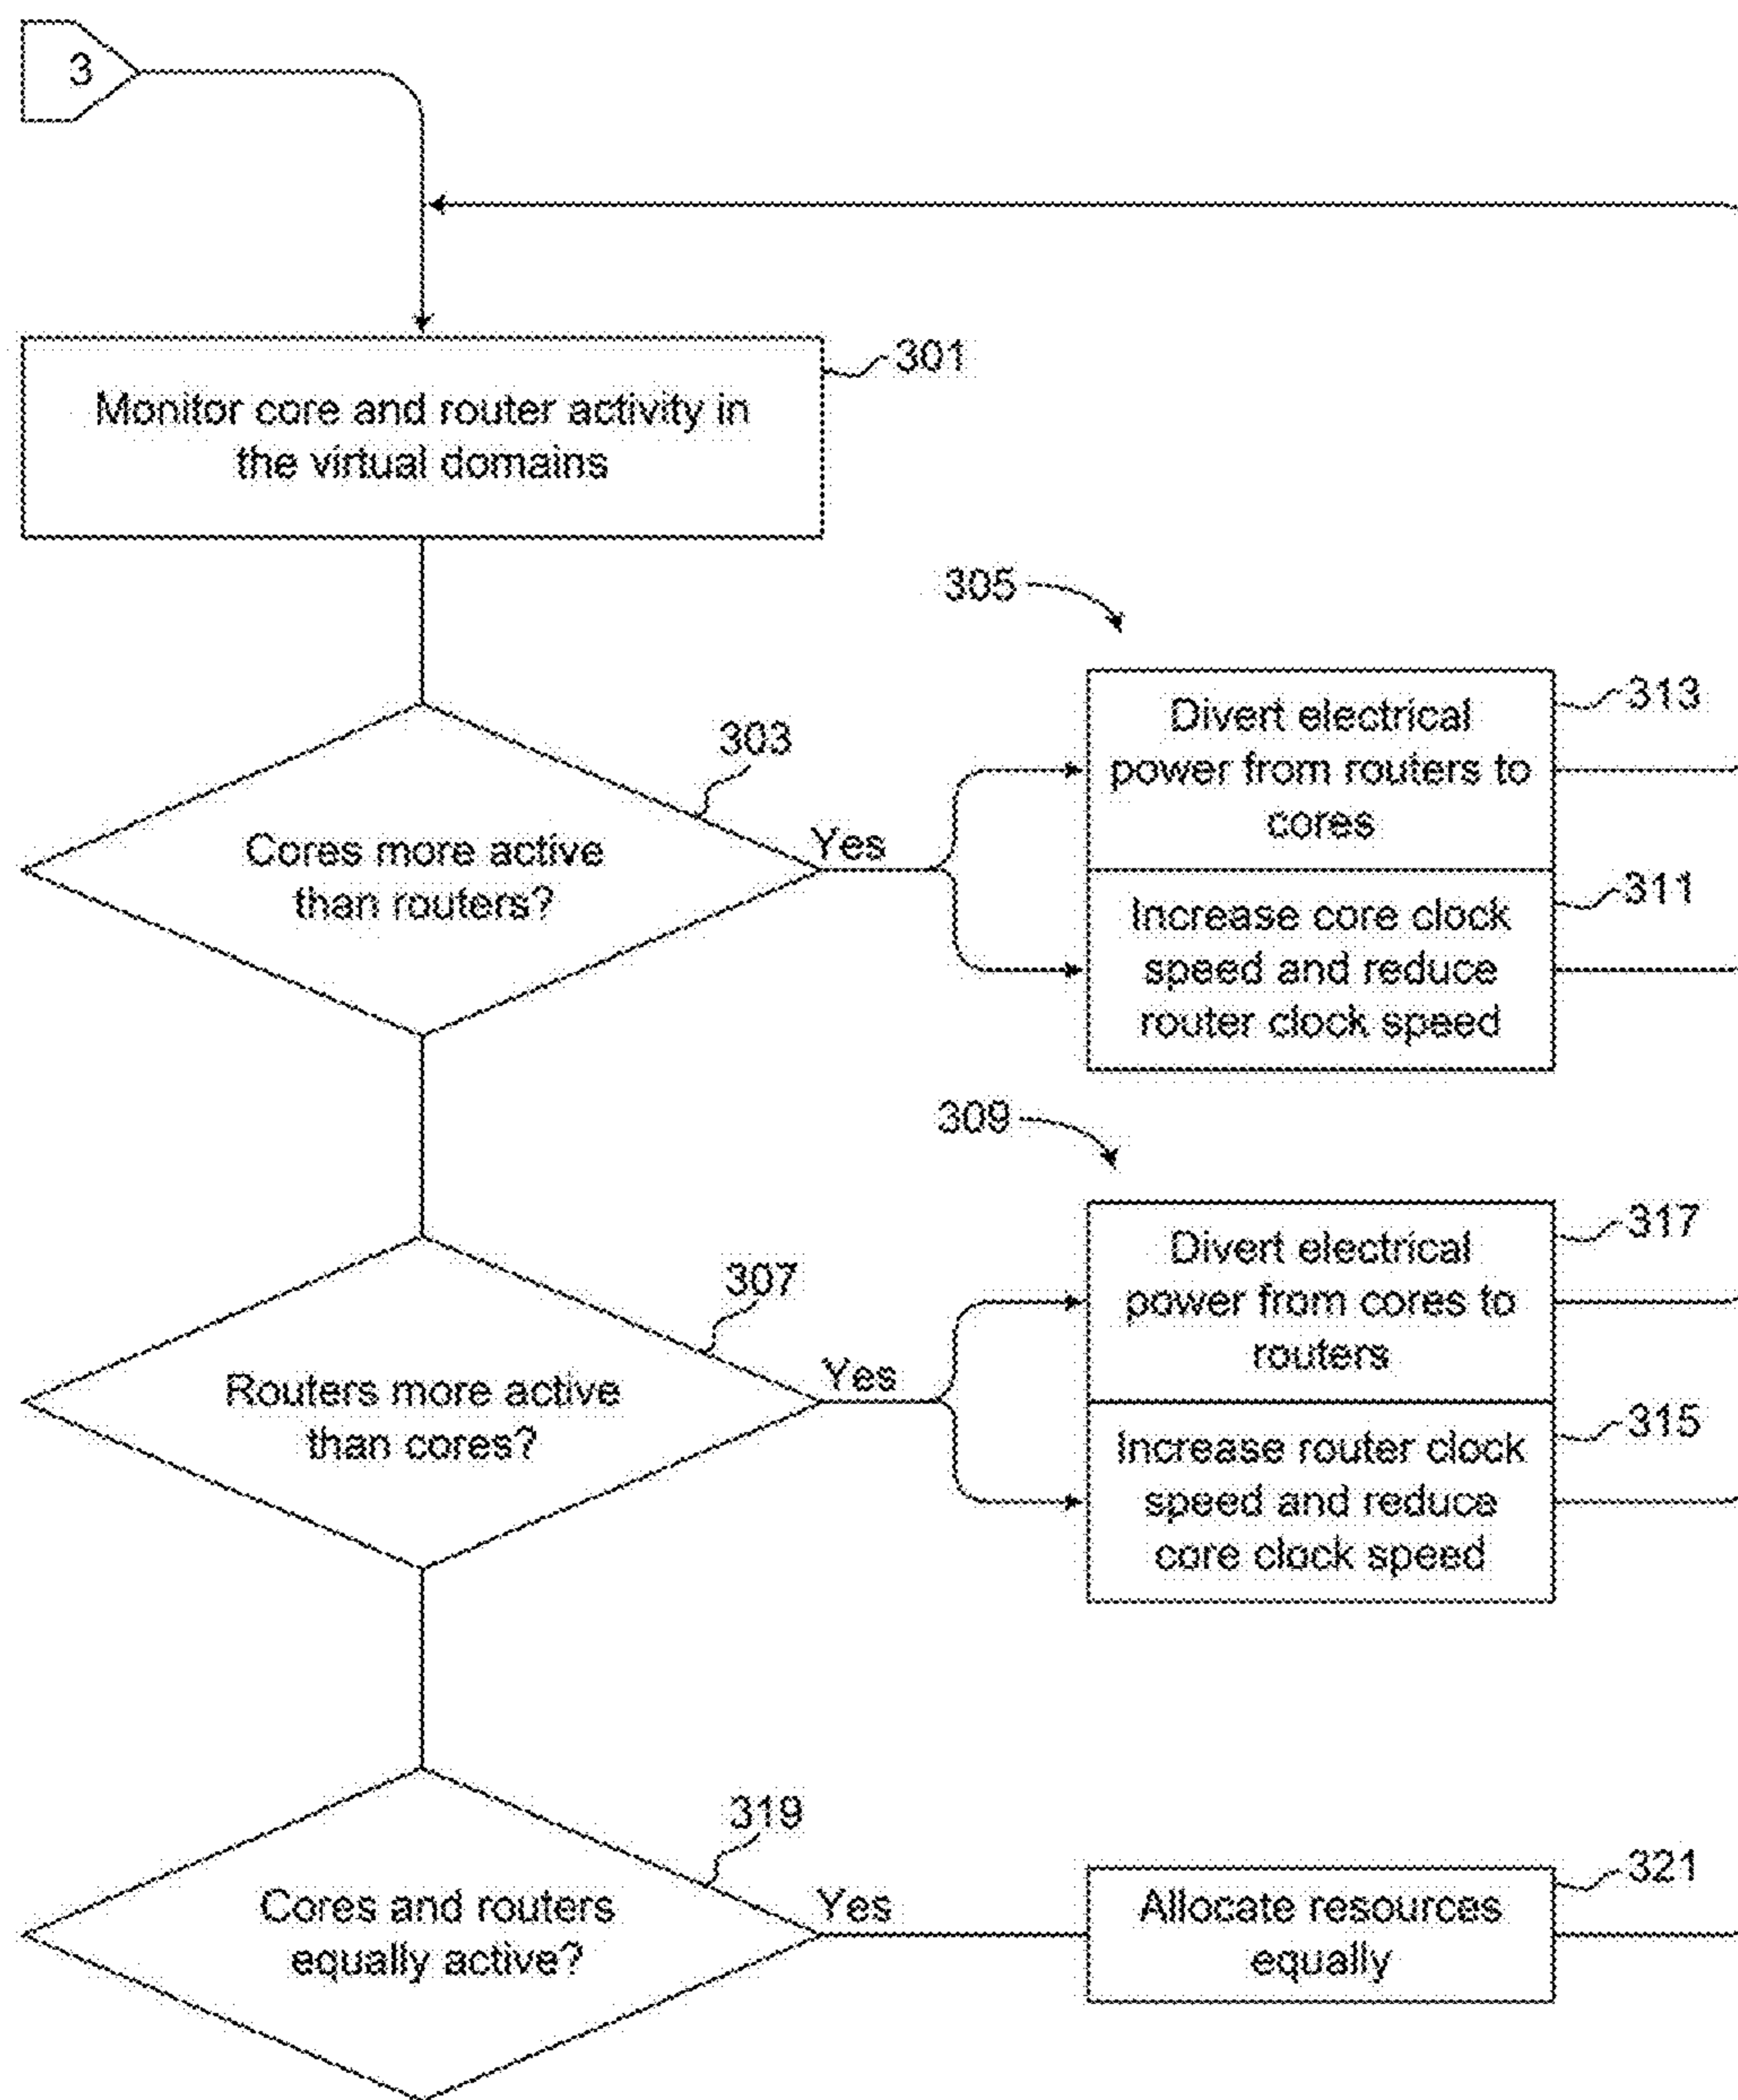 3
301
Monitor core and router activity in
the virtual domains
305
313
Divert electrical
power from routers to
cores
303
Cores more active
than routers?
Yes
311
Increase core clock
speed and reduce
router clock speed
309
317
Divert electrical
power from cores to
routers
307
Routers more active
than cores?
Yes
315
Increase router clock
speed and reduce
core clock speed
319
Cores and routers
equally active?
Yes
321
Allocate resources
equally